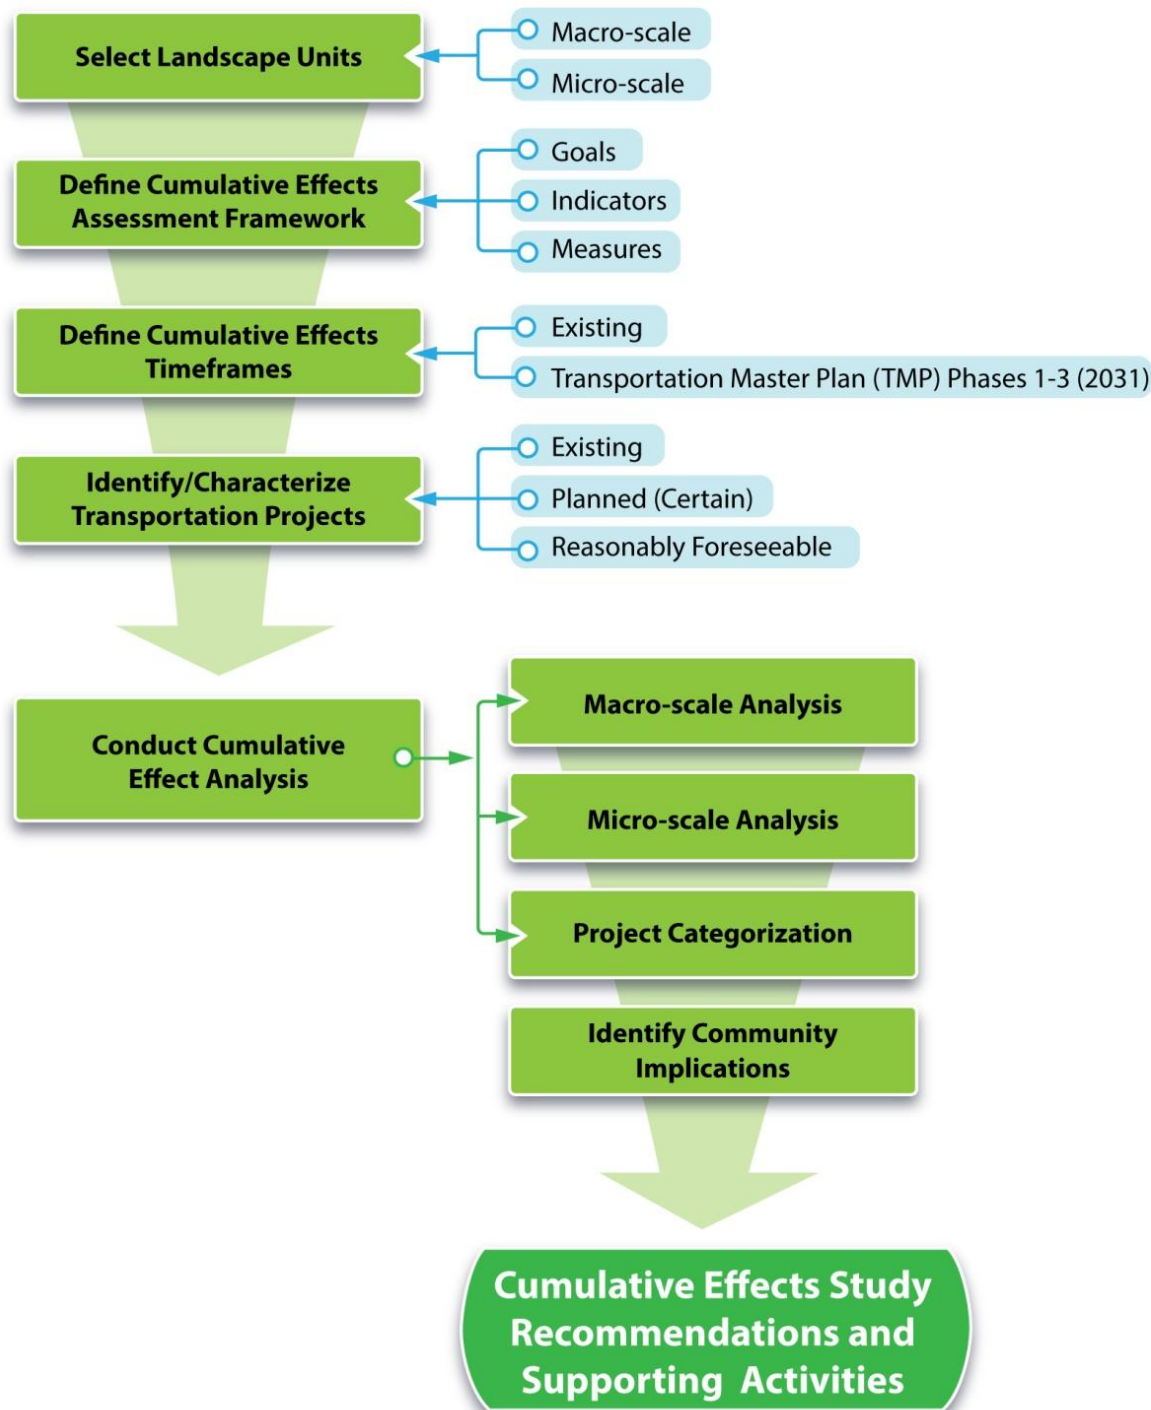 Select Landscape Units
Macro-scale
Micro-scale
Define Cumulative Effects
Assessment Framework
Goals
Indicators
Measures
Define Cumulative Effects
Timeframes
Existing
Transportation Master Plan (TMP) Phases 1-3 (2031)
Identify/Characterize
Transportation Projects
Existing
Planned (Certain)
Reasonably Foreseeable
Conduct Cumulative
Effect Analysis
Macro-scale Analysis
Micro-scale Analysis
Project Categorization
Identify Community
Implications
Cumulative Effects Study
Recommendations and
Supporting Activities